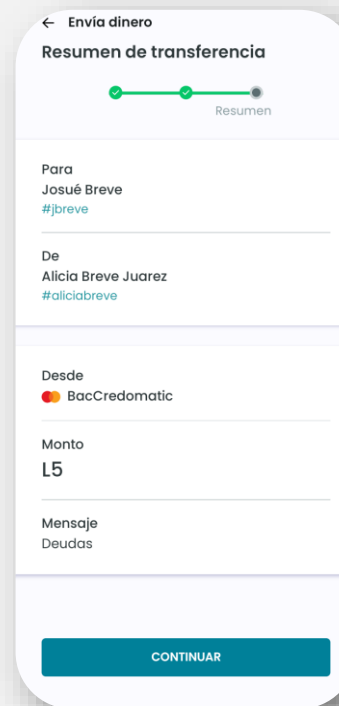 Envía dinero
Resumen de transferencia
Resumen
Para
Josué Breve
#jbreve
De
Alicia Breve Juarez
#aliciabreve
Desde
BacCredomatic
Monto
L5
Mensaje
Deudas
CONTINUAR